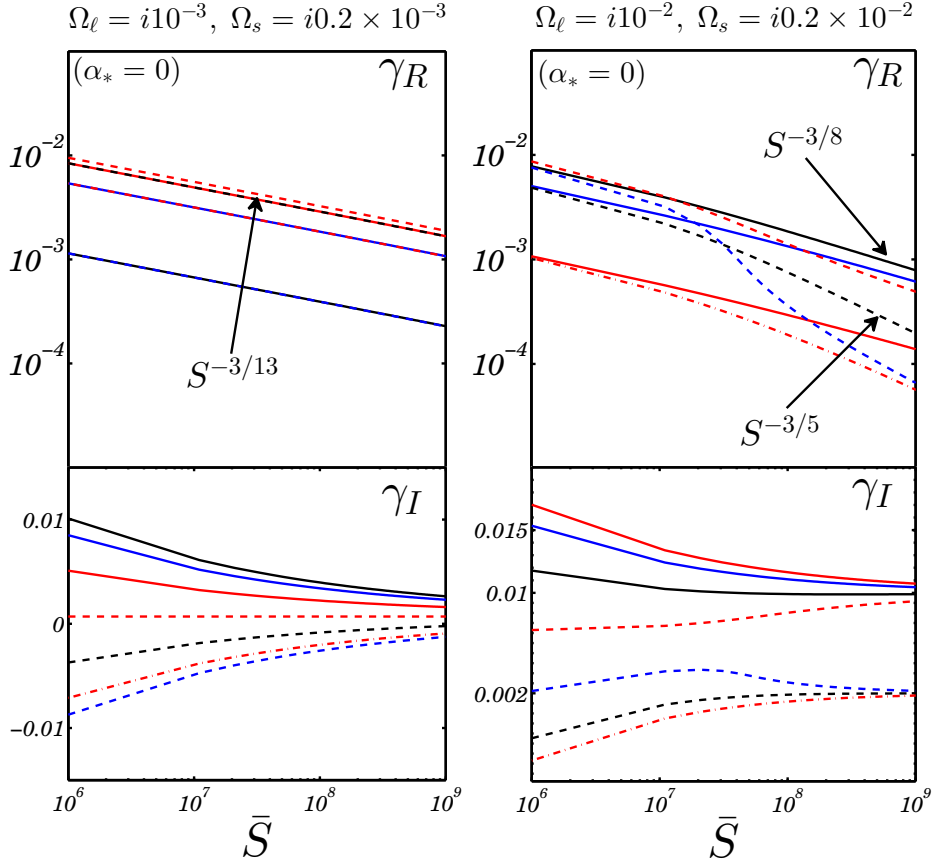 Ωℓ = i10⁻³, Ωs = i0.2 × 10⁻³
(α* = 0)
γR
10⁻²
10⁻³
10⁻⁴
S⁻³/¹³
γI
0.01
0
−0.01
10⁶ 10⁷ 10⁸ 10⁹
S̄
Ωℓ = i10⁻², Ωs = i0.2 × 10⁻²
(α* = 0)
γR
10⁻²
10⁻³
10⁻⁴
S⁻³/⁸
S⁻³/⁵
γI
0.015
0.01
0.002
10⁶ 10⁷ 10⁸ 10⁹
S̄